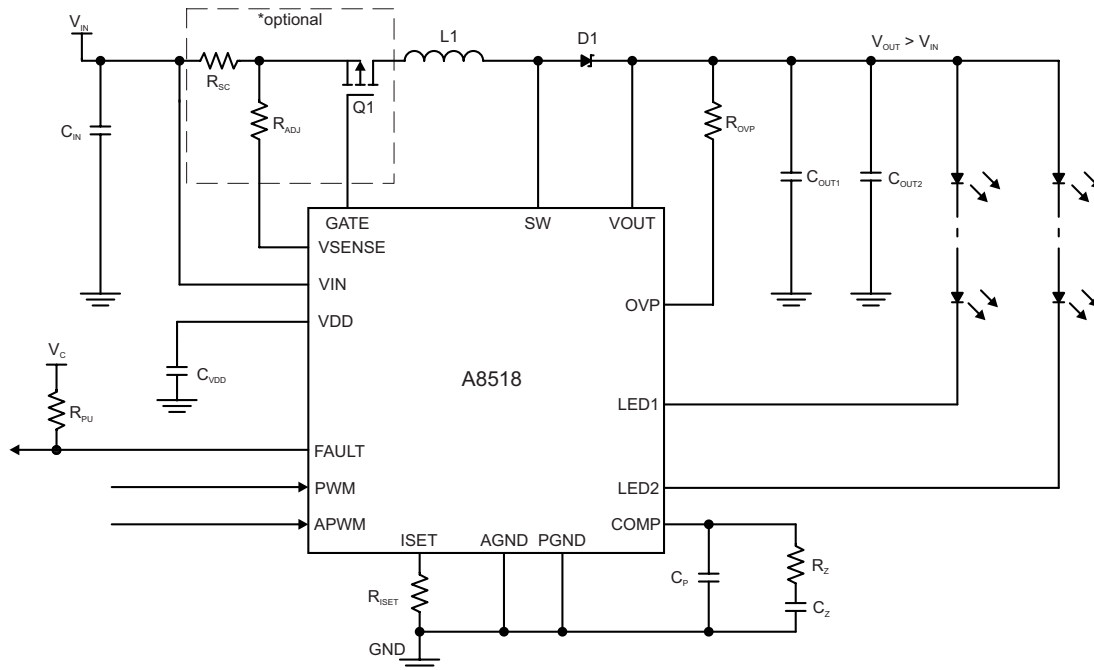 *optional
V_IN
L1
D1
V_OUT > V_IN
R_SC
Q1
C_IN
R_ADJ
R_OVP
C_OUT1
C_OUT2
GATE
SW
VOUT
VSENSE
VIN
OVP
VDD
V_C
C_VDD
A8518
R_PU
LED1
FAULT
PWM
LED2
APWM
COMP
ISET
AGND
PGND
C_P
R_Z
R_ISET
C_Z
GND